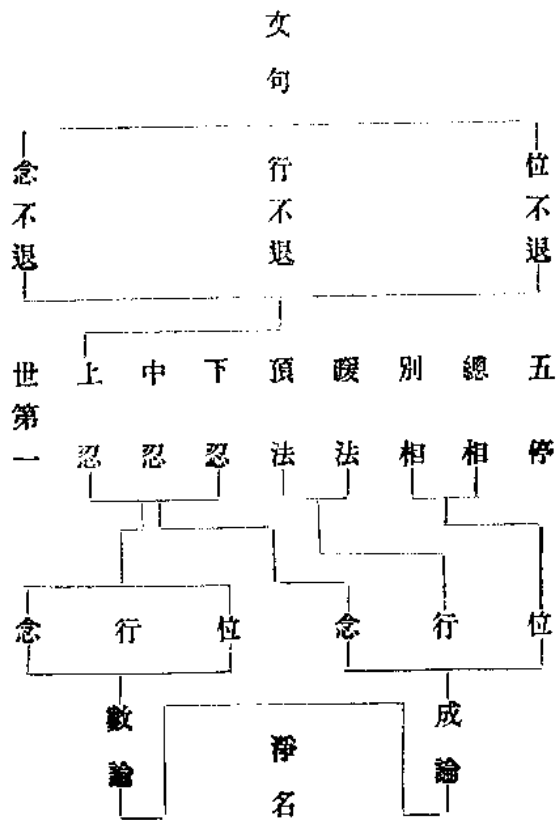 文句
位不退
行不退
念不退
五停
總相
別相
暖法
頂法
下忍
中忍
上忍
世第一
位
行
念
位
行
念
成論
淨名
數論